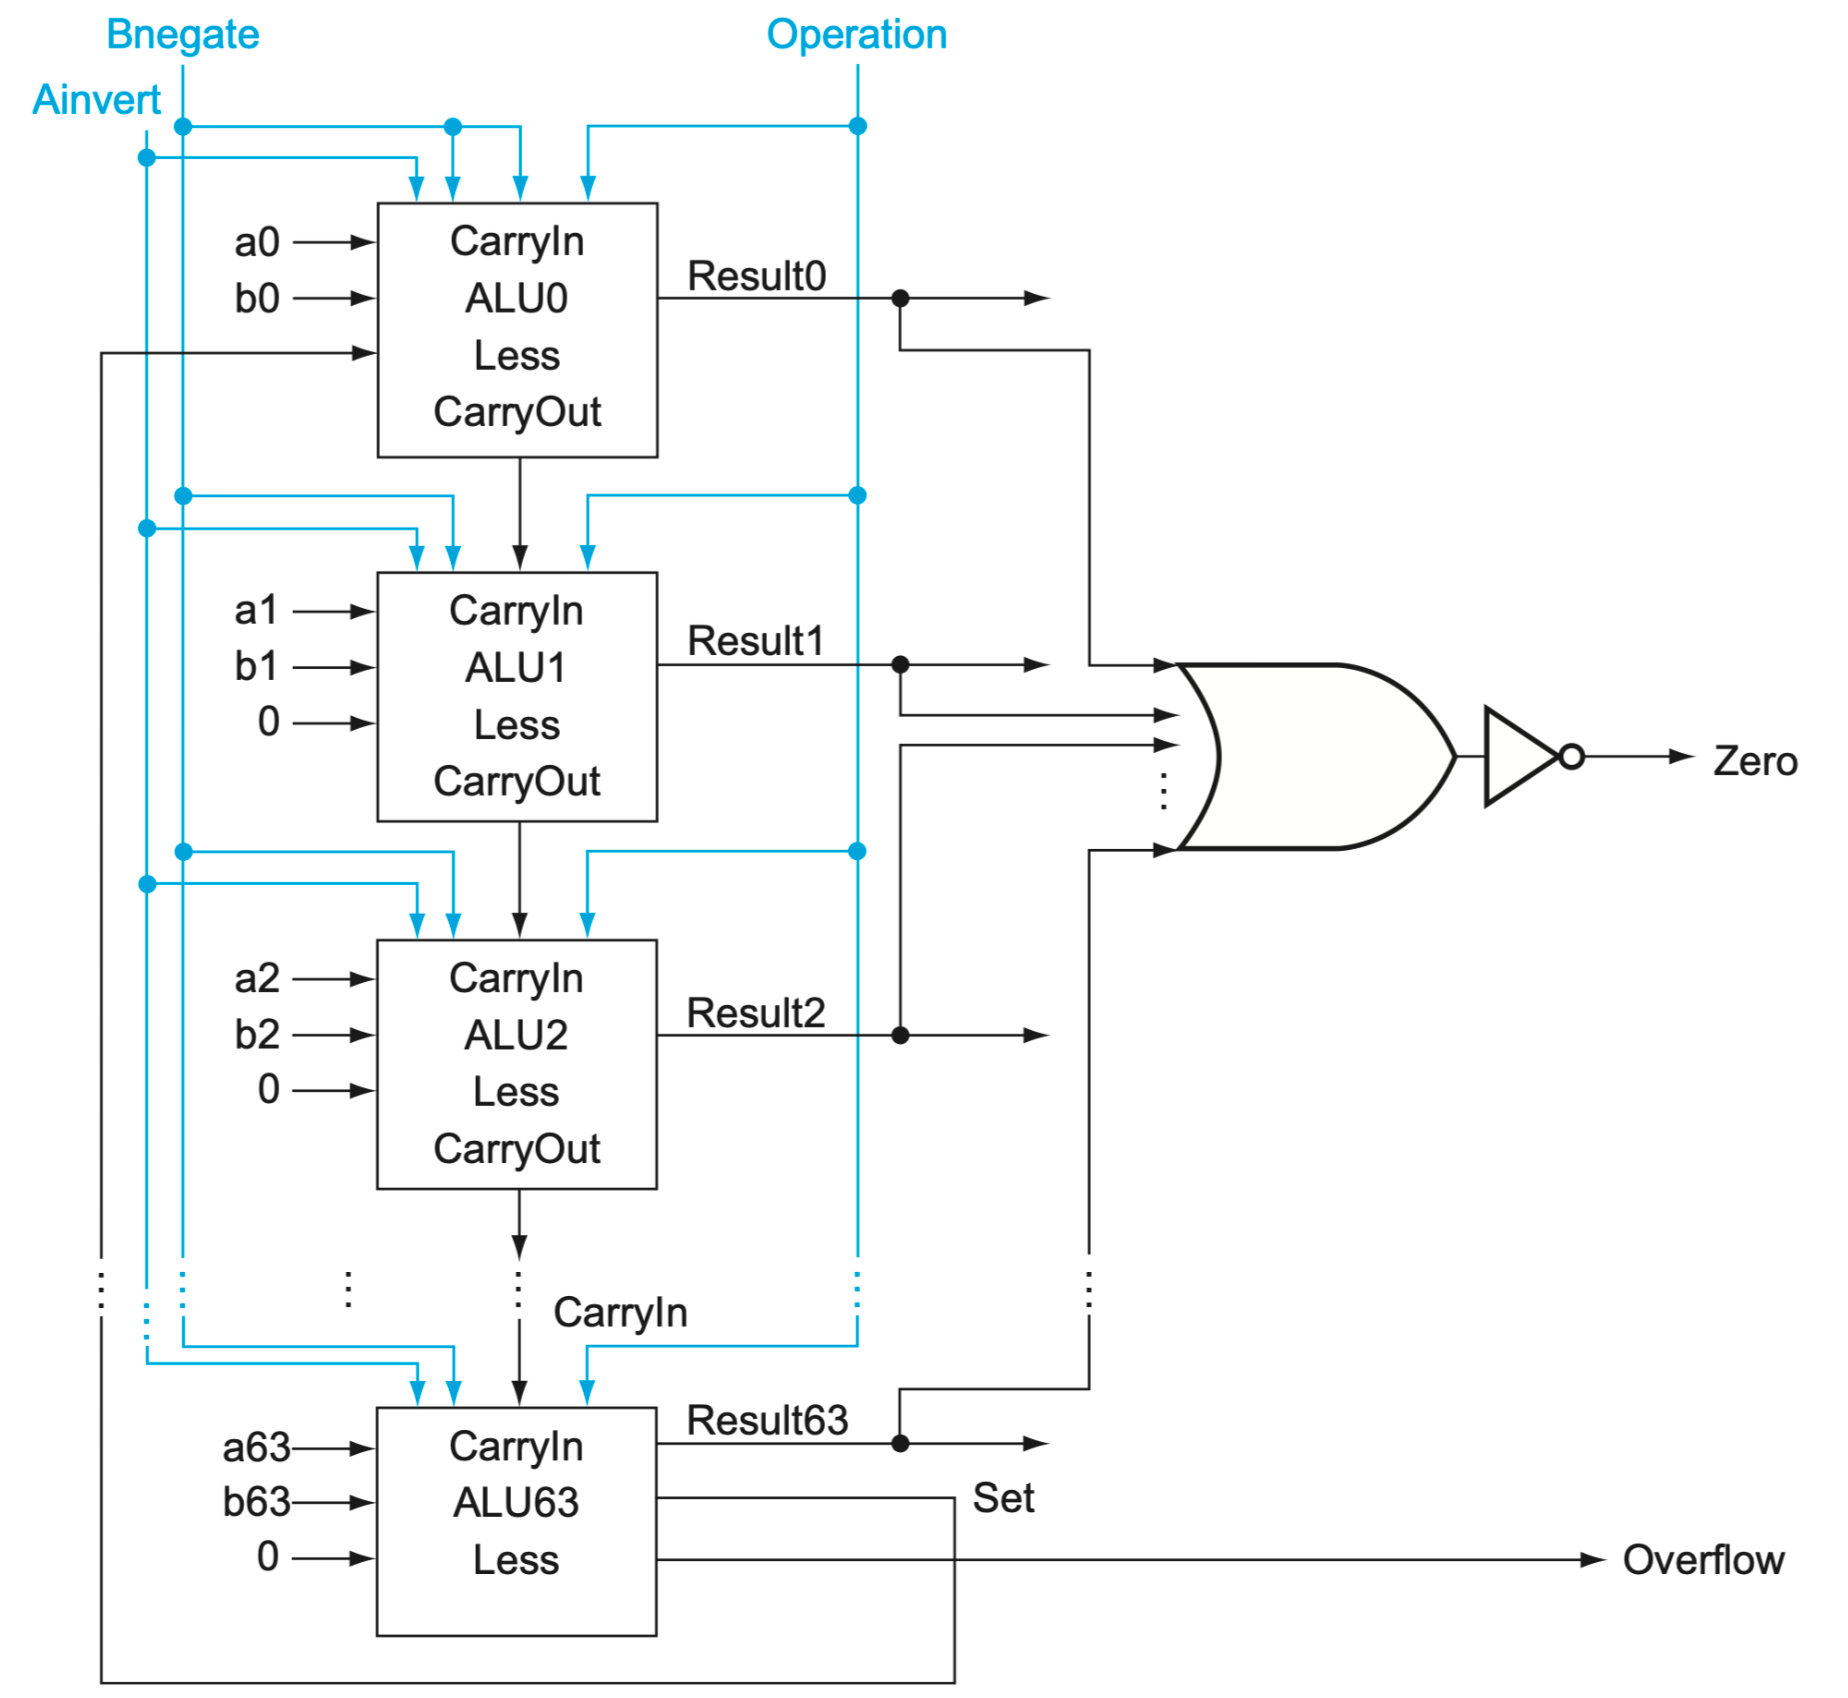 Bnegate
Operation
Ainvert
a0
CarryIn
b0
ALU0
Result0
Less
CarryOut
a1
CarryIn
b1
ALU1
Result1
0
Less
CarryOut
Zero
a2
CarryIn
b2
ALU2
Result2
0
Less
CarryOut
CarryIn
a63
CarryIn
Result63
b63
ALU63
Set
0
Less
Overflow